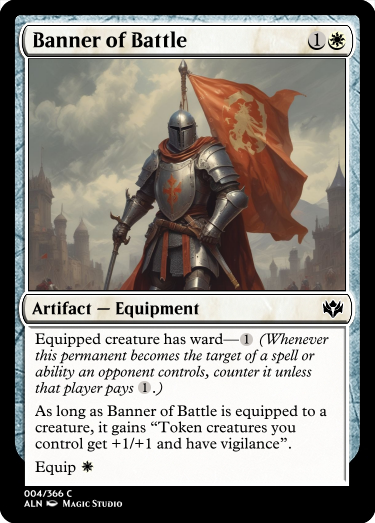 Banner of Battle 1
Artifact — Equipment
Equipped creature has ward—1 (Whenever
this permanent becomes the target of a spell or
ability an opponent controls, counter it unless
that player pays 1.)
As long as Banner of Battle is equipped to a
creature, it gains “Token creatures you
control get +1/+1 and have vigilance”.
Equip
004/366 C
ALN Magic Studio